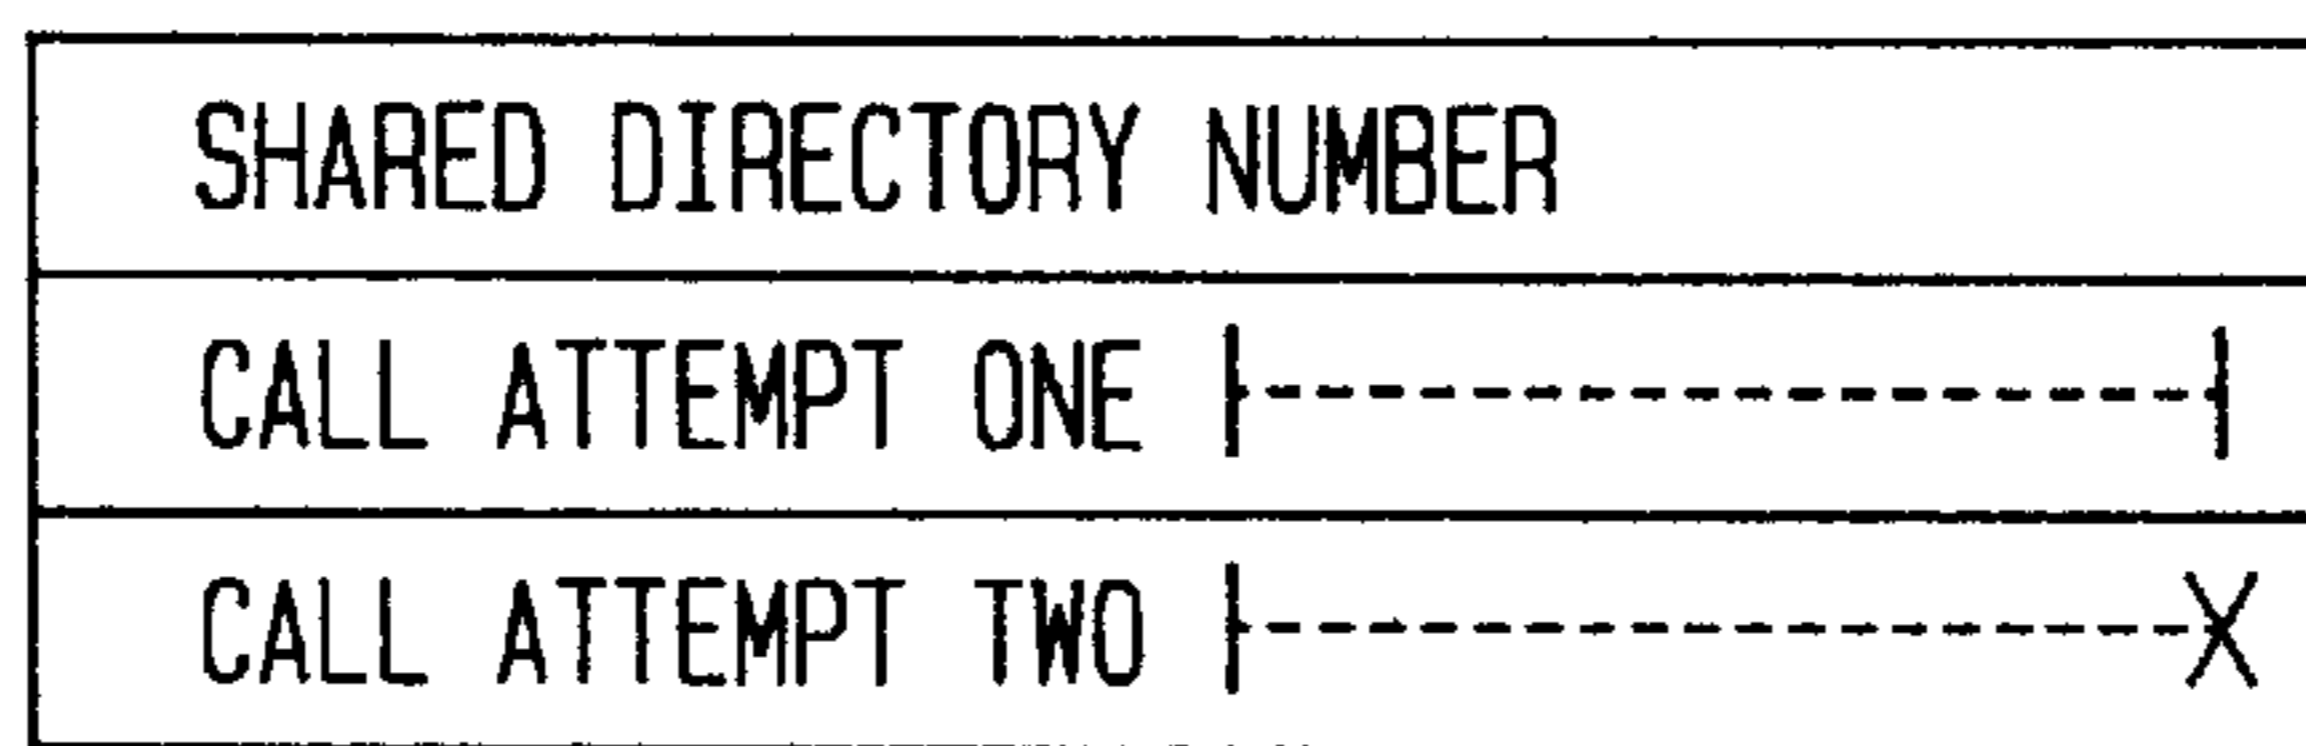 SHARED DIRECTORY NUMBER
CALL ATTEMPT ONE |--------------------|
CALL ATTEMPT TWO |--------------------X